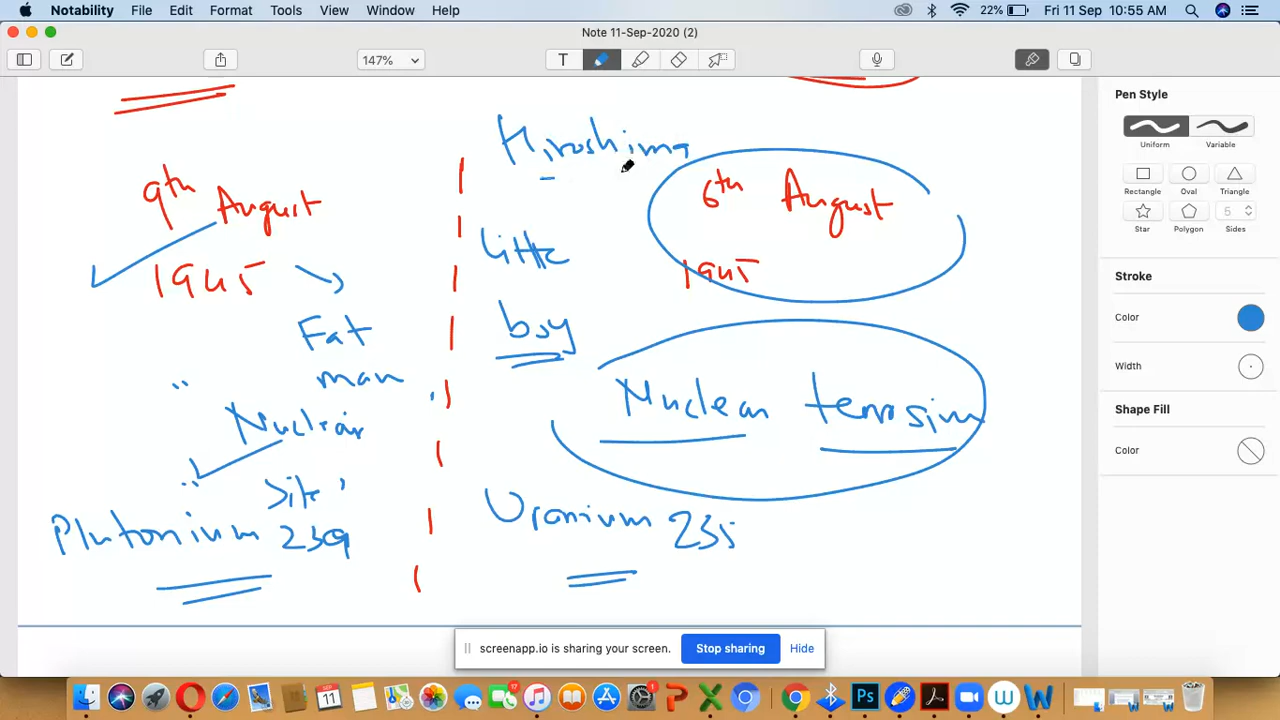 Notability File Edit Format Tools View Window Help 22% Fri 11 Sep 10:55 AM
Note 11-Sep-2020 (2)
147% T
Pen Style
Uniform Variable
Rectangle Oval Triangle
5
Star Polygon Sides
Stroke
Color
Width
Shape Fill
Color
9th August
1945
Fat
man
"Nuclear
Site"
Plutonium 239
Hiroshima
6th August
1945
little
boy
Nuclear terrosim
Uranium 235
screenapp.io is sharing your screen. Stop sharing Hide